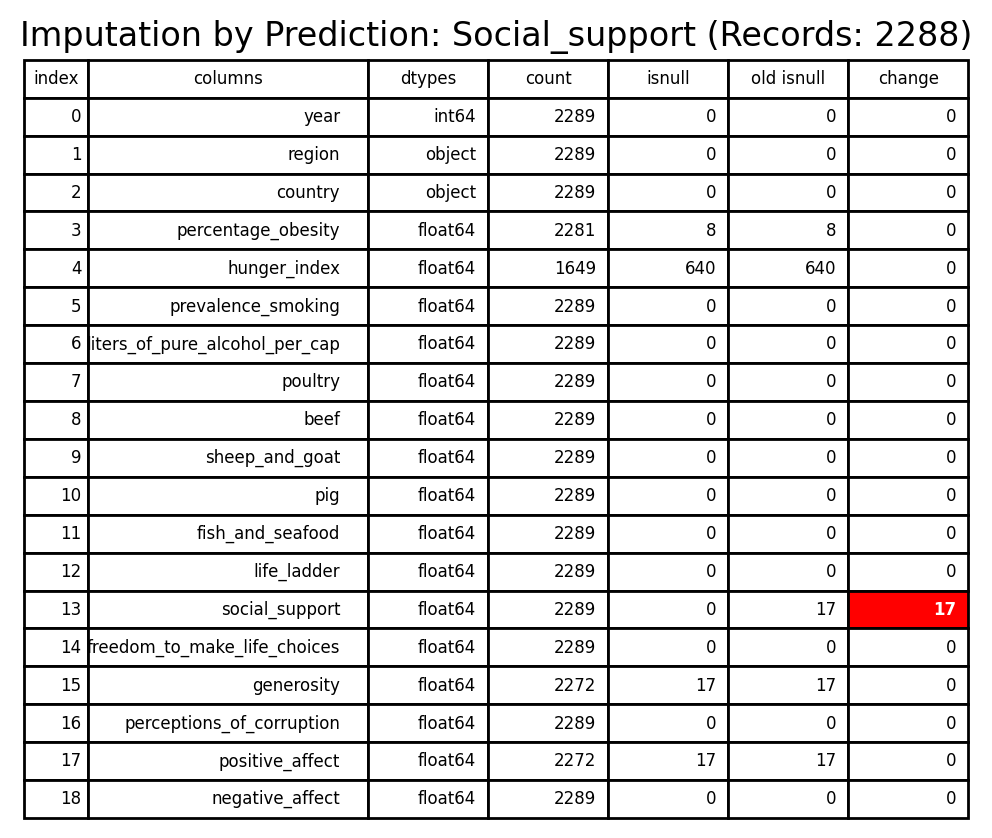 Imputation by Prediction: Social_support (Records: 2288)
index columns dtypes count isnull old isnull change
0 year int64 2289 0 0 0
1 region object 2289 0 0 0
2 country object 2289 0 0 0
3 percentage_obesity float64 2281 8 8 0
4 hunger_index float64 1649 640 640 0
5 prevalence_smoking float64 2289 0 0 0
6 iters_of_pure_alcohol_per_cap float64 2289 0 0 0
7 poultry float64 2289 0 0 0
8 beef float64 2289 0 0 0
9 sheep_and_goat float64 2289 0 0 0
10 pig float64 2289 0 0 0
11 fish_and_seafood float64 2289 0 0 0
12 life_ladder float64 2289 0 0 0
13 social_support float64 2289 0 17 17
14 freedom_to_make_life_choices float64 2289 0 0 0
15 generosity float64 2272 17 17 0
16 perceptions_of_corruption float64 2289 0 0 0
17 positive_affect float64 2272 17 17 0
18 negative_affect float64 2289 0 0 0